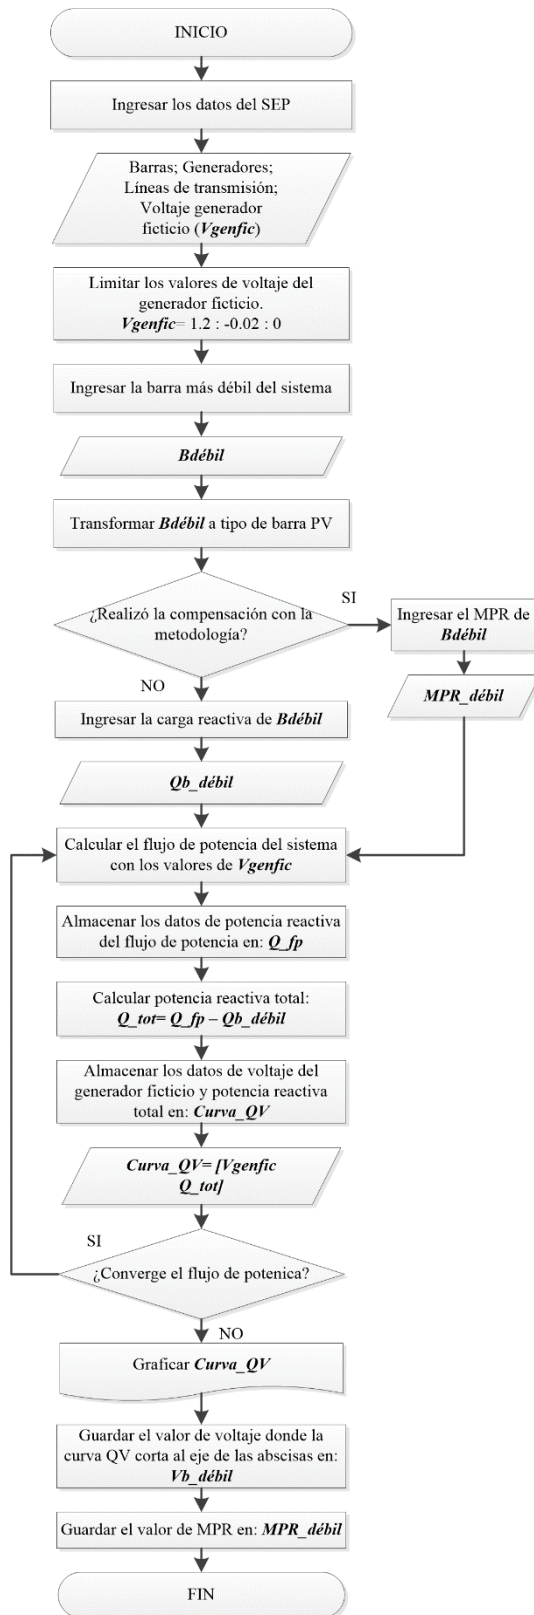 INICIO
Ingresar los datos del SEP
Barras; Generadores;
Líneas de transmisión;
Voltaje generador
ficticio (Vgenfic)
Limitar los valores de voltaje del
generador ficticio.
Vgenfic= 1.2 : -0.02 : 0
Ingresar la barra más débil del sistema
Bdébil
Transformar Bdébil a tipo de barra PV
¿Realizó la compensación con la
metodología?
SI
Ingresar el MPR de
Bdébil
MPR_débil
NO
Ingresar la carga reactiva de Bdébil
Qb_débil
Calcular el flujo de potencia del sistema
con los valores de Vgenfic
Almacenar los datos de potencia reactiva
del flujo de potencia en: Q_fp
Calcular potencia reactiva total:
Q_tot= Q_fp – Qb_débil
Almacenar los datos de voltaje del
generador ficticio y potencia reactiva
total en: Curva_QV
Curva_QV= [Vgenfic
Q_tot]
SI
¿Converge el flujo de potenica?
NO
Graficar Curva_QV
Guardar el valor de voltaje donde la
curva QV corta al eje de las abscisas en:
Vb_débil
Guardar el valor de MPR en: MPR_débil
FIN